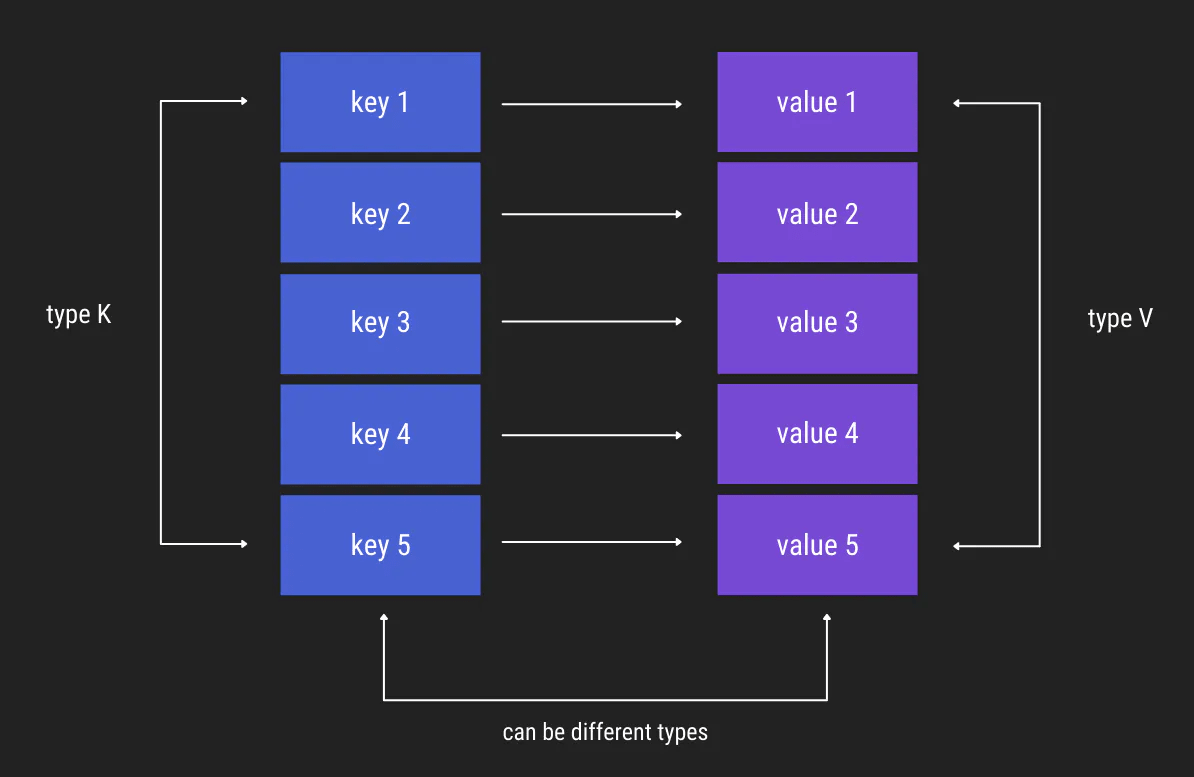 key 1
value 1
key 2
value 2
type K
key 3
value 3
type V
key 4
value 4
key 5
value 5
can be different types